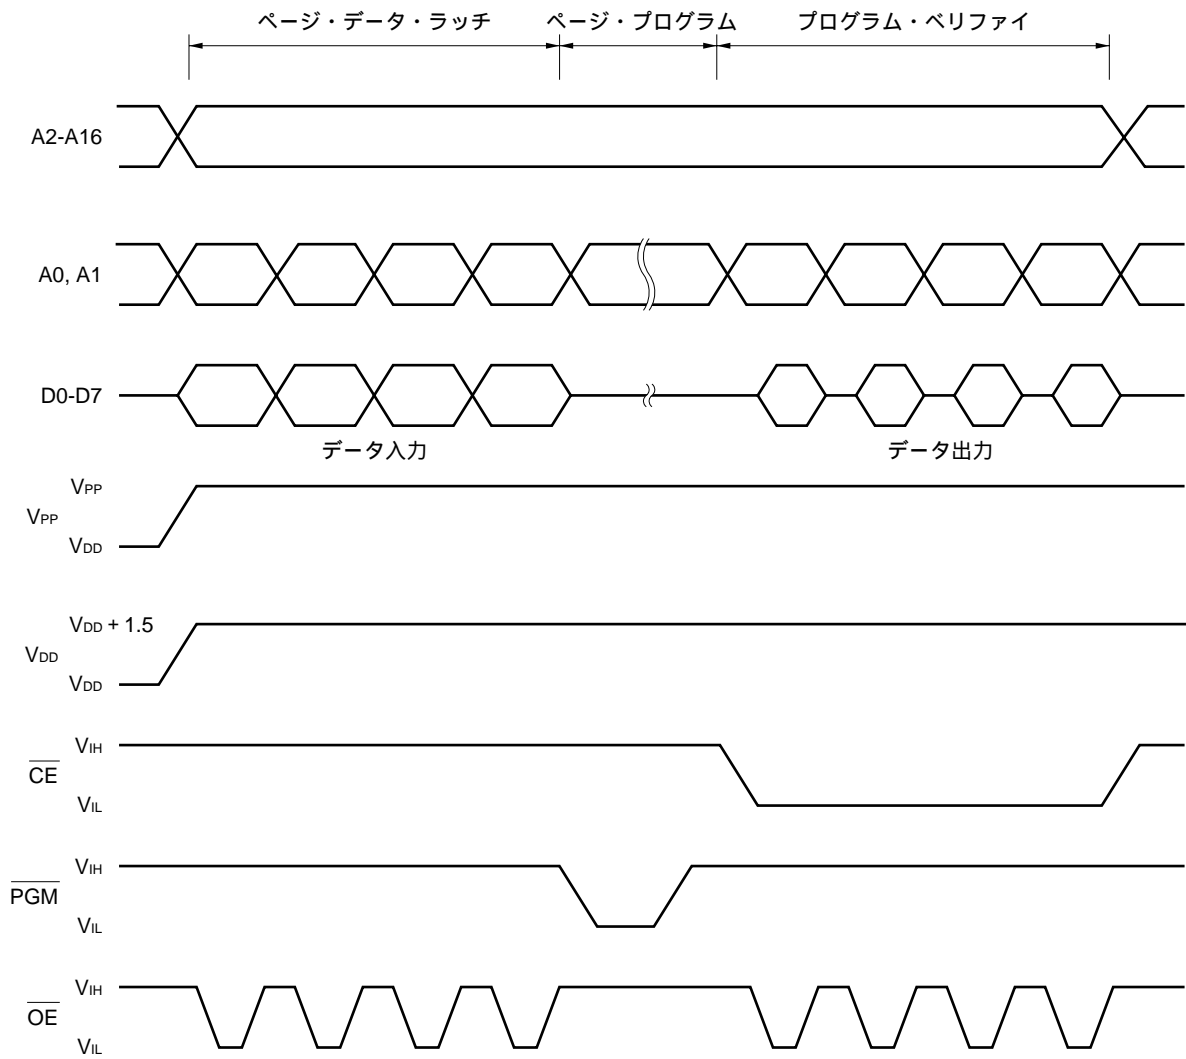 ページ・データ・ラッチ ページ・プログラム プログラム・ベリファイ
A2-A16
A0, A1
D0-D7
データ入力 データ出力
VPP
VPP
VDD
VDD + 1.5
VDD
VDD
VIH
CE
VIL
VIH
PGM
VIL
VIH
OE
VIL